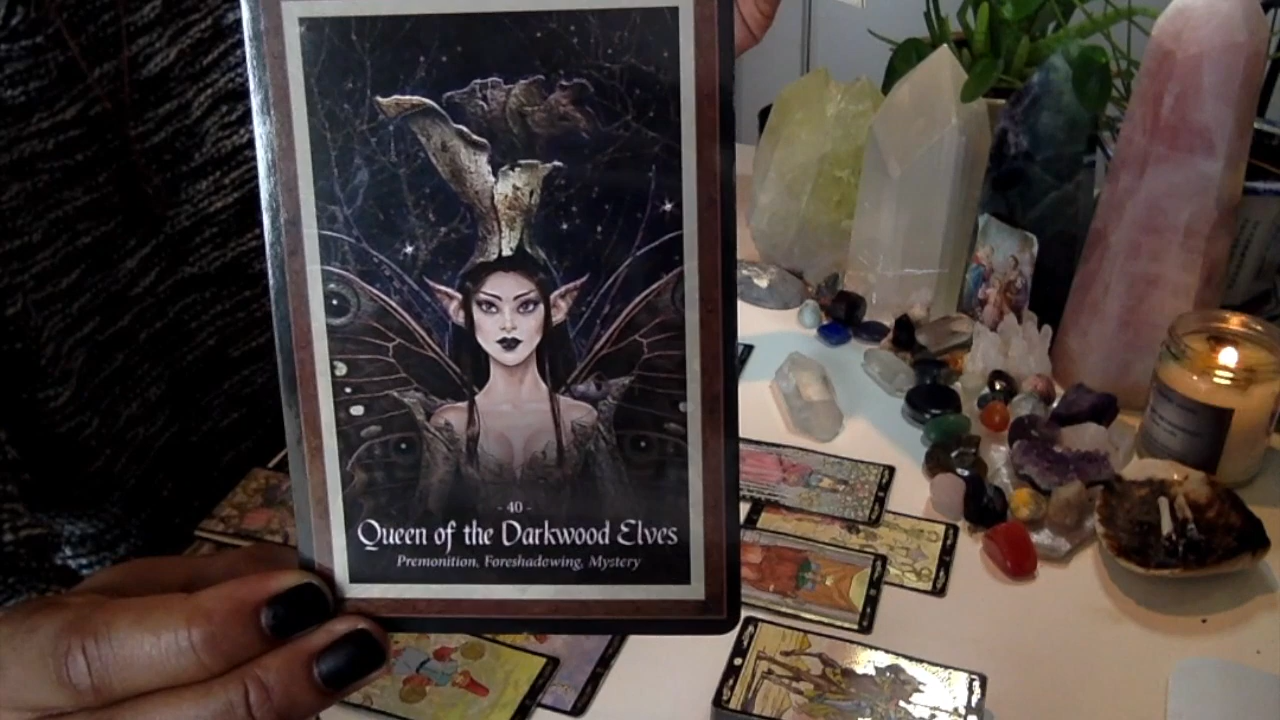 - 40 -
Queen of the Darkwood Elves
Premonition, Foreshadowing, Mystery